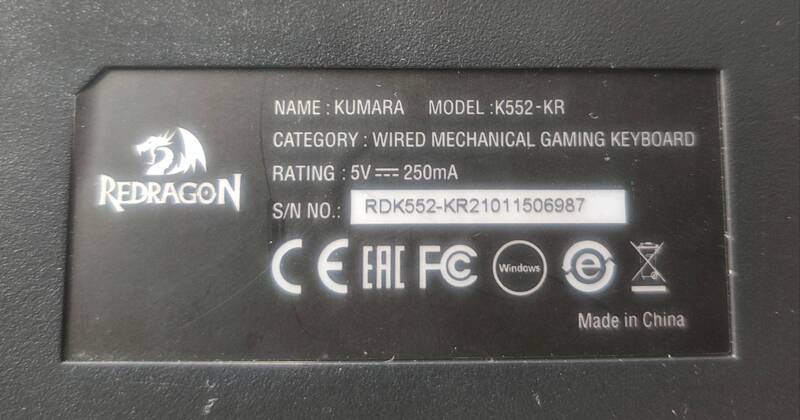 NAME : KUMARA MODEL :K552-KR
CATEGORY : WIRED MECHANICAL GAMING KEYBOARD
REDRAGON
RATING : 5V 250mA
S/N NO.: RDK552-KR21011506987
CE EAC FC Windows e
Made in China